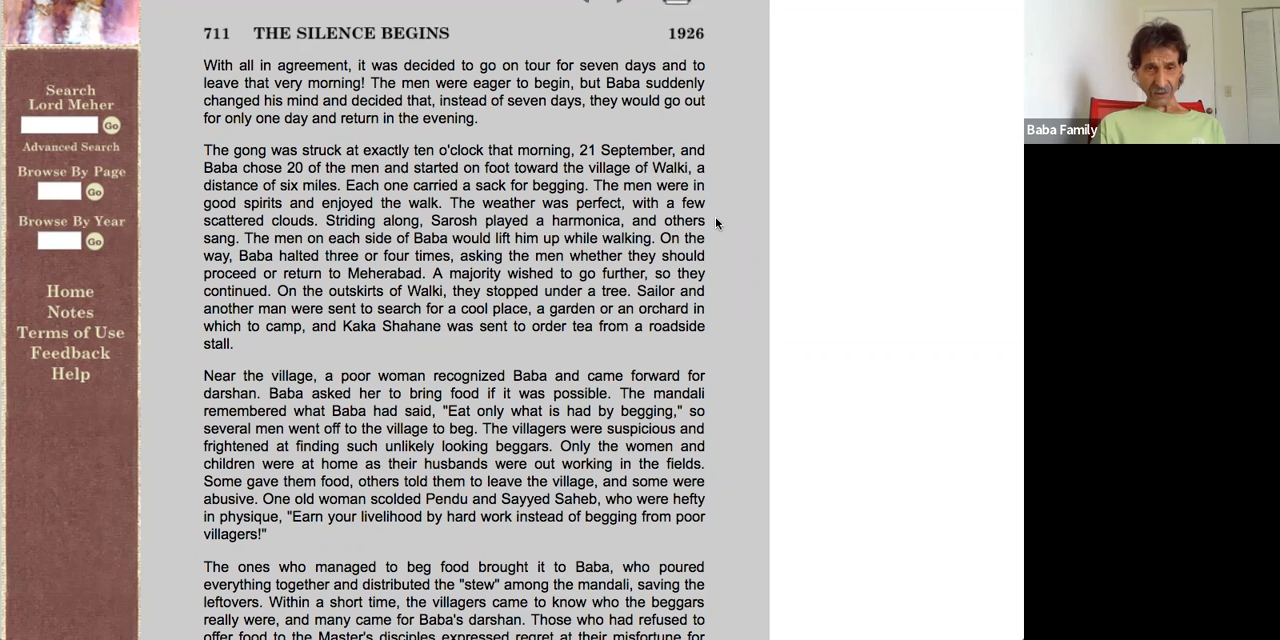 711 THE SILENCE BEGINS 1926
Search
Lord Meher
Go
Advanced Search
Browse By Page
Go
Browse By Year
Go
Home
Notes
Terms of Use
Feedback
Help
With all in agreement, it was decided to go on tour for seven days and to
leave that very morning! The men were eager to begin, but Baba suddenly
changed his mind and decided that, instead of seven days, they would go out
for only one day and return in the evening.
The gong was struck at exactly ten o'clock that morning, 21 September, and
Baba chose 20 of the men and started on foot toward the village of Walki, a
distance of six miles. Each one carried a sack for begging. The men were in
good spirits and enjoyed the walk. The weather was perfect, with a few
scattered clouds. Striding along, Sarosh played a harmonica, and others
sang. The men on each side of Baba would lift him up while walking. On the
way, Baba halted three or four times, asking the men whether they should
proceed or return to Meherabad. A majority wished to go further, so they
continued. On the outskirts of Walki, they stopped under a tree. Sailor and
another man were sent to search for a cool place, a garden or an orchard in
which to camp, and Kaka Shahane was sent to order tea from a roadside
stall.
Near the village, a poor woman recognized Baba and came forward for
darshan. Baba asked her to bring food if it was possible. The mandali
remembered what Baba had said, "Eat only what is had by begging," so
several men went off to the village to beg. The villagers were suspicious and
frightened at finding such unlikely looking beggars. Only the women and
children were at home as their husbands were out working in the fields.
Some gave them food, others told them to leave the village, and some were
abusive. One old woman scolded Pendu and Sayyed Saheb, who were hefty
in physique, "Earn your livelihood by hard work instead of begging from poor
villagers!"
The ones who managed to beg food brought it to Baba, who poured
everything together and distributed the "stew" among the mandali, saving the
leftovers. Within a short time, the villagers came to know who the beggars
really were, and many came for Baba's darshan. Those who had refused to
offer food to the Master's disciples expressed regret at their misfortune for
Baba Family